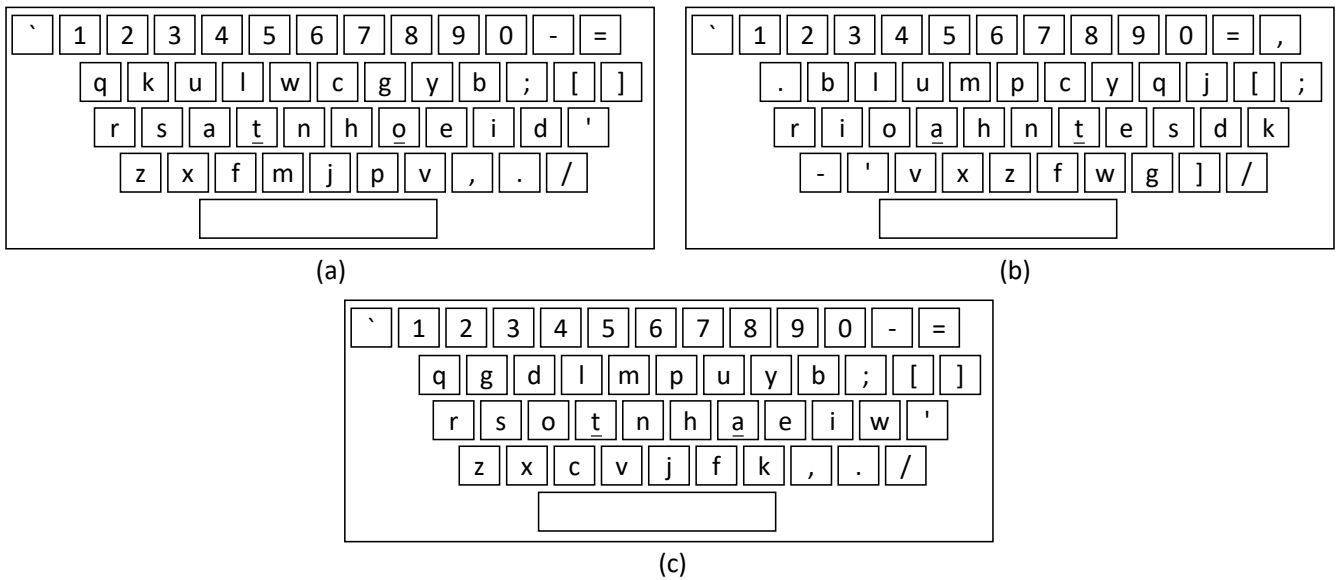 ` 1 2 3 4 5 6 7 8 9 0 - =
q k u l w c g y b ; [ ]
r s a t n h o e i d '
z x f m j p v , . /
(a)
` 1 2 3 4 5 6 7 8 9 0 = ,
. b l u m p c y q j [ ;
r i o a h n t e s d k
- ' v x z f w g ] /
(b)
` 1 2 3 4 5 6 7 8 9 0 - =
q g d l m p u y b ; [ ]
r s o t n h a e i w '
z x c v j f k , . /
(c)